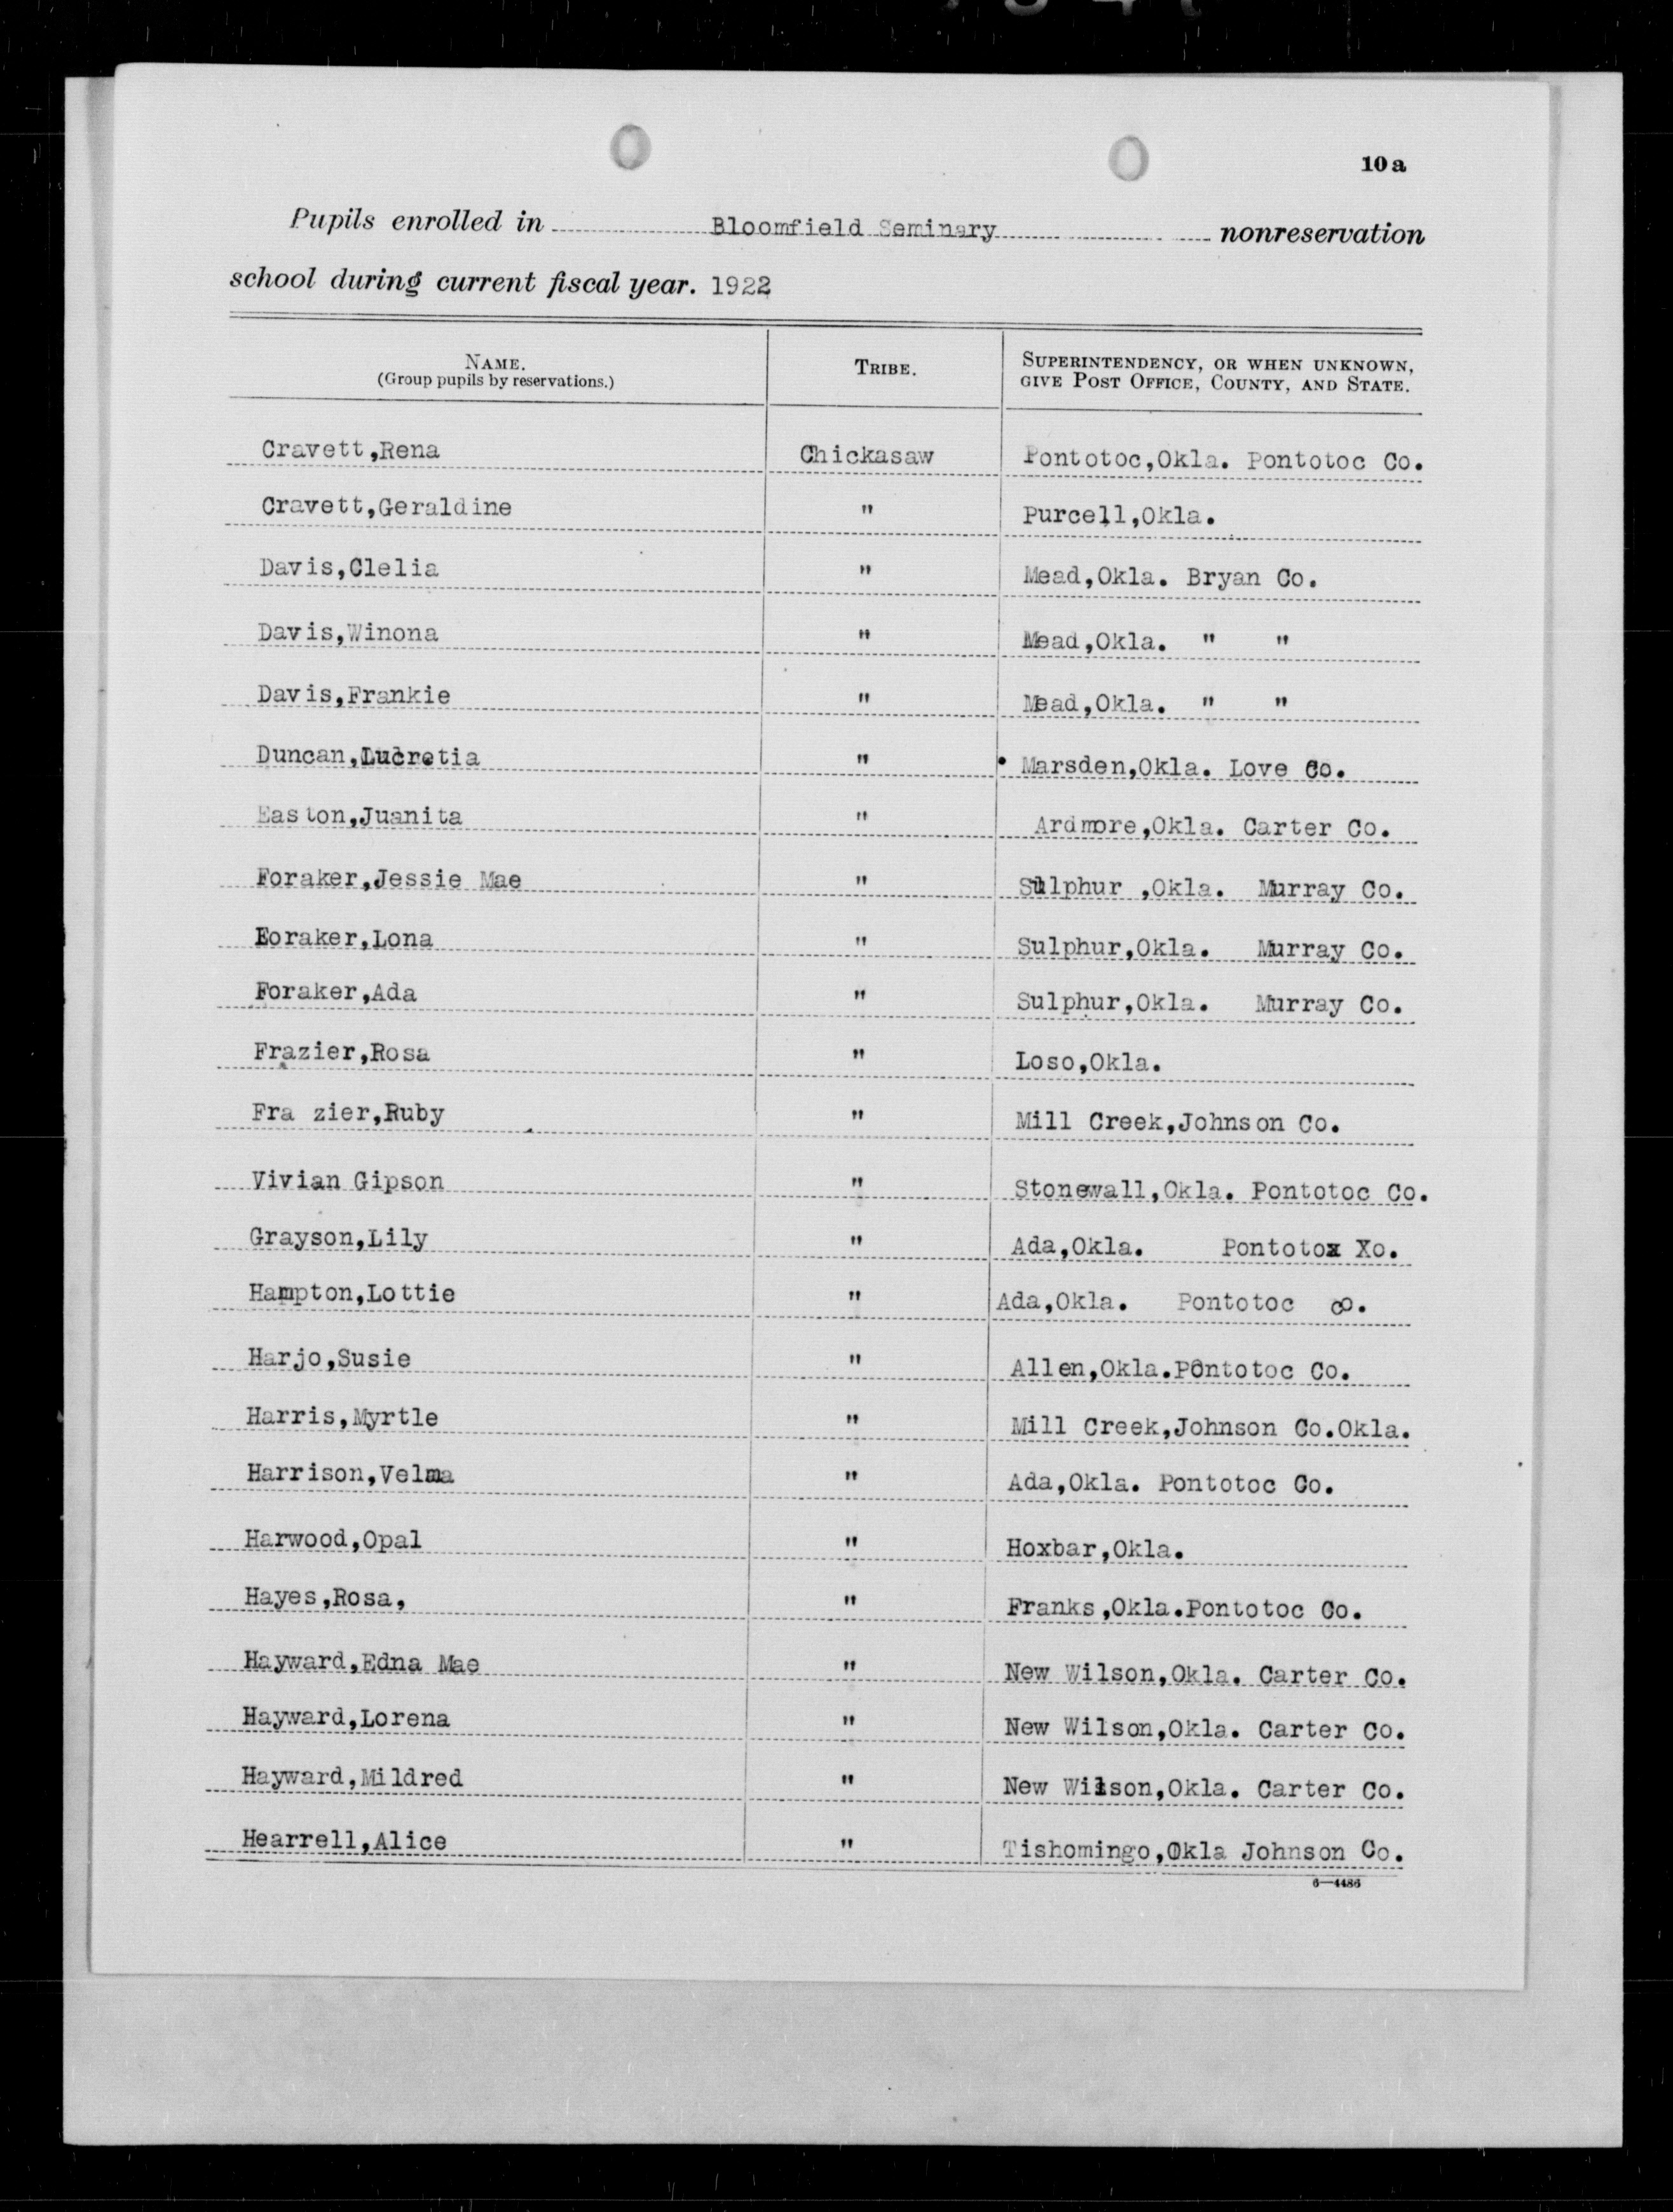 10a
Pupils enrolled in Bloomfield Seminary nonreservation
school during current fiscal year. 1922
NAME. TRIBE. SUPERINTENDENCY, OR WHEN UNKNOWN,
(Group pupils by reservations.) GIVE POST OFFICE, COUNTY, AND STATE.
Cravett,Rena Chickasaw Pontotoc,Okla. Pontotoc Co.
Cravett,Geraldine " Purcell,Okla.
Davis,Clelia " Mead,Okla. Bryan Co.
Davis,Winona " Mead,Okla. " "
Davis,Frankie " Mead,Okla. " "
Duncan,Lucretia " Marsden,Okla. Love Co.
Easton,Juanita " Ardmore,Okla. Carter Co.
Foraker,Jessie Mae " Sulphur ,Okla. Murray Co.
Foraker,Lona " Sulphur,Okla. Murray Co.
Foraker,Ada " Sulphur,Okla. Murray Co.
Frazier,Rosa " Loso,Okla.
Fra zier,Ruby " Mill Creek,Johnson Co.
Vivian Gipson " Stonewall,Okla. Pontotoc Co.
Grayson,Lily " Ada,Okla. Pontotox Xo.
Hampton,Lottie " Ada,Okla. Pontotoc co.
Harjo,Susie " Allen,Okla.Pontotoc Co.
Harris,Myrtle " Mill Creek,Johnson Co.Okla.
Harrison,Velma " Ada,Okla. Pontotoc Co.
Harwood,Opal " Hoxbar,Okla.
Hayes,Rosa, " Franks,Okla.Pontotoc Co.
Hayward,Edna Mae " New Wilson,Okla. Carter Co.
Hayward,Lorena " New Wilson,Okla. Carter Co.
Hayward,Mildred " New Wilson,Okla. Carter Co.
Hearrell,Alice " Tishomingo,Okla Johnson Co.
6—4486